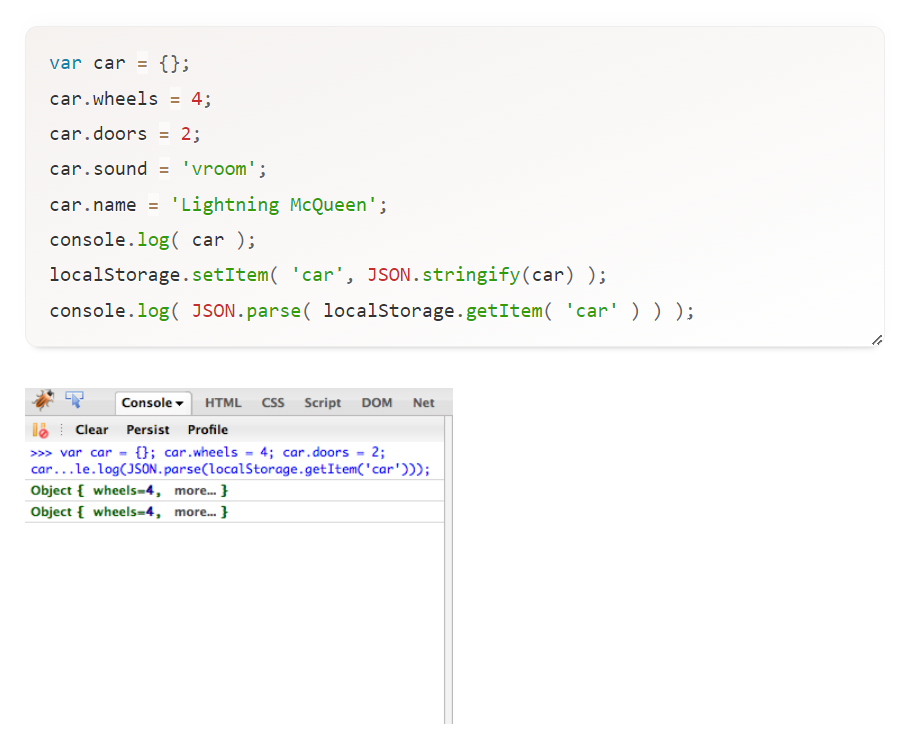 var car = {};
car.wheels = 4;
car.doors = 2;
car.sound = 'vroom';
car.name = 'Lightning McQueen';
console.log( car );
localStorage.setItem( 'car', JSON.stringify(car) );
console.log( JSON.parse( localStorage.getItem( 'car' ) ) );
Console HTML CSS Script DOM Net
Clear Persist Profile
>>> var car = {}; car.wheels = 4; car.doors = 2;
car...le.log(JSON.parse(localStorage.getItem('car')));
Object { wheels=4, more... }
Object { wheels=4, more... }